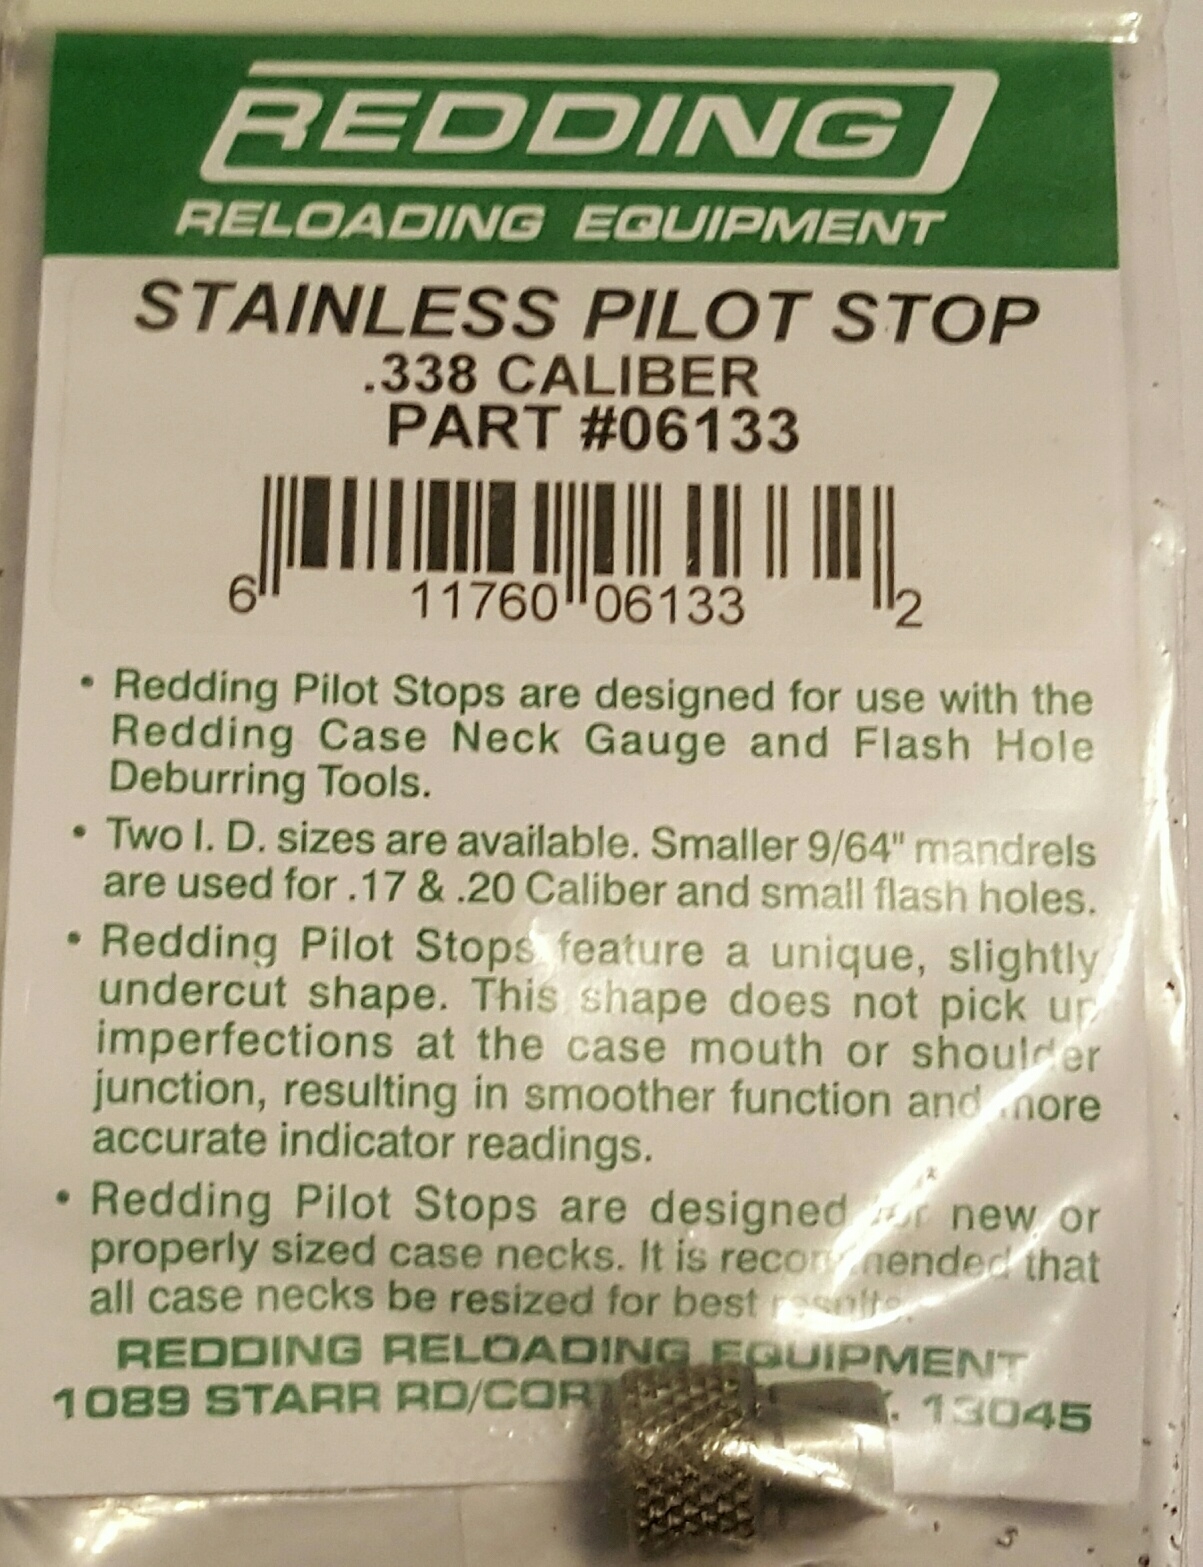 REDDING
RELOADING EQUIPMENT
STAINLESS PILOT STOP
.338 CALIBER
PART #06133
6 11760 06133 2
• Redding Pilot Stops are designed for use with the
Redding Case Neck Gauge and Flash Hole
Deburring Tools.
• Two I. D. sizes are available. Smaller 9/64" mandrels
are used for .17 & .20 Caliber and small flash holes.
• Redding Pilot Stops feature a unique, slightly
undercut shape. This shape does not pick up
imperfections at the case mouth or shoulder
junction, resulting in smoother function and more
accurate indicator readings.
• Redding Pilot Stops are designed for new or
properly sized case necks. It is recommended that
all case necks be resized for best results.
REDDING RELOADING EQUIPMENT
1089 STARR RD/ 13045